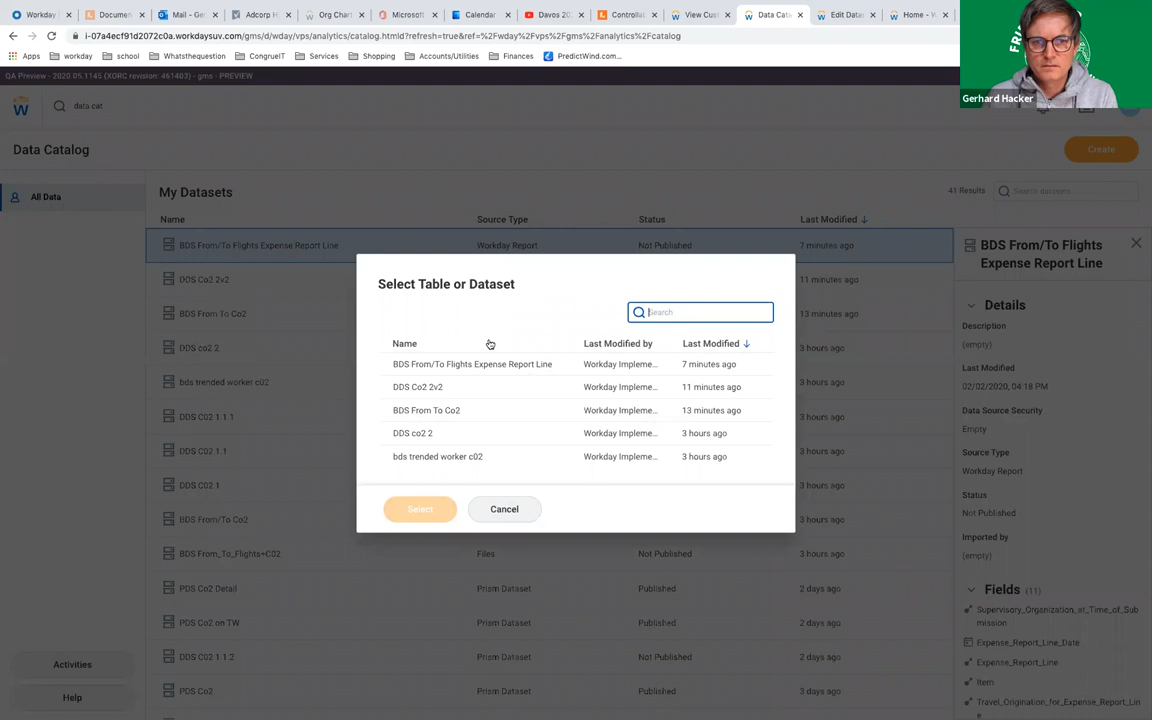 Workday
Documen
Mail - Ge
Adcorp H
Org Chart
Microsoft
Calendar
Davos 20
Controlla
View Cus
Data Cata
Edit Datas
Home - W
i-07a4ecf91d2072c0a.workdaysuv.com/gms/d/wday/vps/analytics/catalog.htmld?refresh=true&ref=%2Fwday%2Fvps%2Fgms%2Fanalytics%2Fcatalog
Apps workday school Whatsthequestion CongrueIT Services Shopping Accounts/Utilities Finances PredictWind.com...
QA Preview - 2020.05.1145 (XORC revision: 461403) - gms - PREVIEW
FRI
Gerhard Hacker
data cat
Data Catalog
Create
All Data
My Datasets
41 Results
Search datasets...
Name Source Type Status Last Modified
BDS From/To Flights Expense Report Line Workday Report Not Published 7 minutes ago
DDS Co2 2v2 11 minutes ago
BDS From To Co2 13 minutes ago
DDS co2 2 3 hours ago
bds trended worker c02 3 hours ago
DDS C02 1.1.1 3 hours ago
DDS C02 1.1 3 hours ago
DDS C02 1 3 hours ago
BDS From/To Co2 3 hours ago
BDS From_To_Flights+C02 Files Not Published 3 hours ago
PDS Co2 Detail Prism Dataset Published 2 days ago
PDS Co2 on TW Prism Dataset Published 2 days ago
DDS C02 1 1 2 Prism Dataset Not Published 2 days ago
PDS Co2 Prism Dataset Published 3 days ago
Activities
Help
Select Table or Dataset
Search
Name Last Modified by Last Modified
BDS From/To Flights Expense Report Line Workday Impleme... 7 minutes ago
DDS Co2 2v2 Workday Impleme... 11 minutes ago
BDS From To Co2 Workday Impleme... 13 minutes ago
DDS co2 2 Workday Impleme... 3 hours ago
bds trended worker c02 Workday Impleme... 3 hours ago
Select Cancel
BDS From/To Flights
Expense Report Line
Details
Description
(empty)
Last Modified
02/02/2020, 04:18 PM
Data Source Security
Empty
Source Type
Workday Report
Status
Not Published
Imported by
(empty)
Fields (11)
Supervisory_Organization_at_Time_of_Sub
mission
Expense_Report_Line_Date
Expense_Report_Line
Item
Travel_Origination_for_Expense_Report_Lin
e